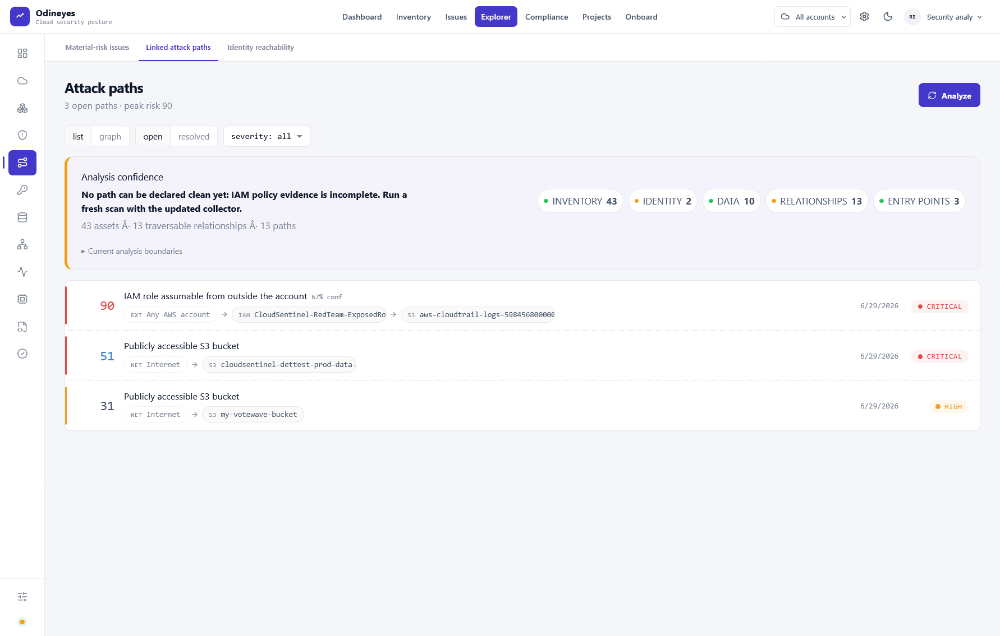 Odineyes
Cloud security posture
Dashboard
Inventory
Issues
Explorer
Compliance
Projects
Onboard
All accounts
RI
Security analy
Material-risk issues
Linked attack paths
Identity reachability
Attack paths
3 open paths · peak risk 90
Analyze
list
graph
open
resolved
severity: all
Analysis confidence
No path can be declared clean yet: IAM policy evidence is incomplete. Run a
fresh scan with the updated collector.
43 assets Â· 13 traversable relationships Â· 13 paths
Current analysis boundaries
INVENTORY 43
IDENTITY 2
DATA 10
RELATIONSHIPS 13
ENTRY POINTS 3
90
IAM role assumable from outside the account 67% conf
EXT Any AWS account → IAM CloudSentinel-RedTeam-ExposedRo → S3 aws-cloudtrail-logs-598456800000
6/29/2026
CRITICAL
51
Publicly accessible S3 bucket
NET Internet → S3 cloudsentinel-dettest-prod-data-
6/29/2026
CRITICAL
31
Publicly accessible S3 bucket
NET Internet → S3 my-votewave-bucket
6/29/2026
HIGH